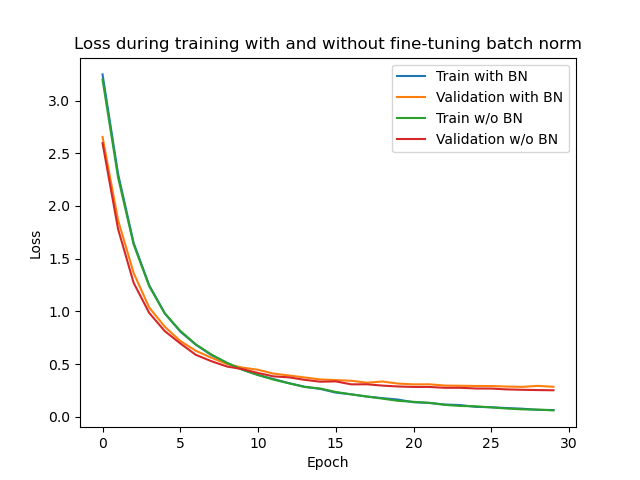 Loss during training with and without fine-tuning batch norm
Train with BN
Validation with BN
Train w/o BN
Validation w/o BN
Loss
3.0
2.5
2.0
1.5
1.0
0.5
0.0
0 5 10 15 20 25 30
Epoch